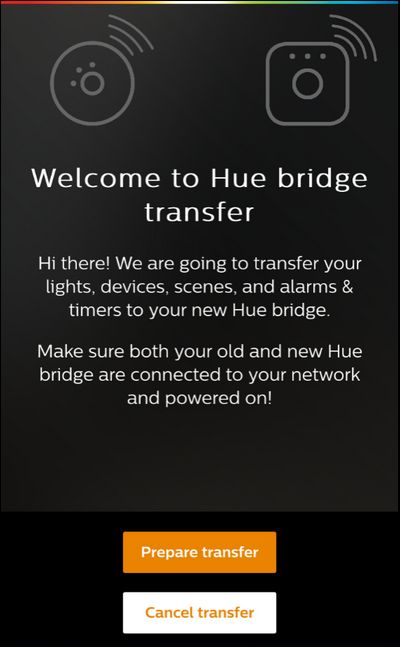 Welcome to Hue bridge
transfer
Hi there! We are going to transfer your
lights, devices, scenes, and alarms &
timers to your new Hue bridge.
Make sure both your old and new Hue
bridge are connected to your network
and powered on!
Prepare transfer
Cancel transfer